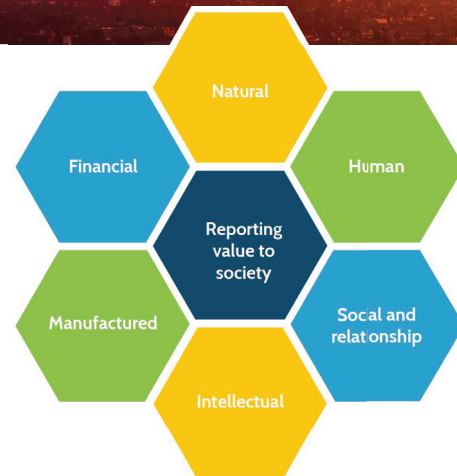 Natural
Financial
Human
Reporting
value to
society
Manufactured
Social and
relationship
Intellectual